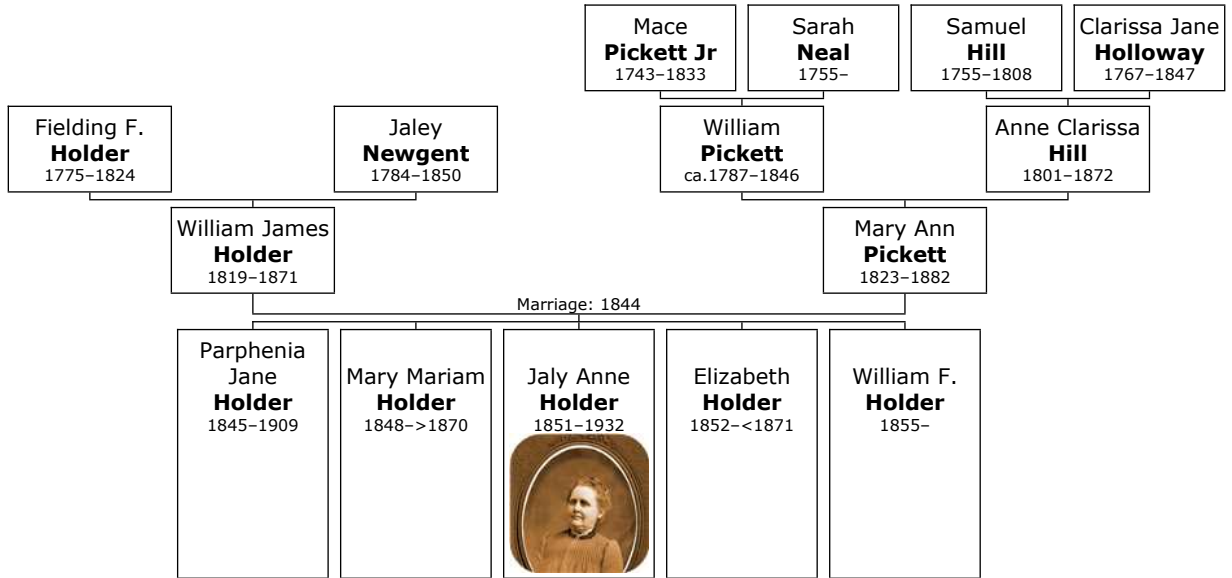 Mace
Pickett Jr
1743–1833
Sarah
Neal
1755–
Samuel
Hill
1755–1808
Clarissa Jane
Holloway
1767–1847
Fielding F.
Holder
1775–1824
Jaley
Newgent
1784–1850
William
Pickett
ca.1787–1846
Anne Clarissa
Hill
1801–1872
William James
Holder
1819–1871
Mary Ann
Pickett
1823–1882
Marriage: 1844
Parphenia
Jane
Holder
1845–1909
Mary Mariam
Holder
1848–>1870
Jaly Anne
Holder
1851–1932
Elizabeth
Holder
1852–<1871
William F.
Holder
1855–